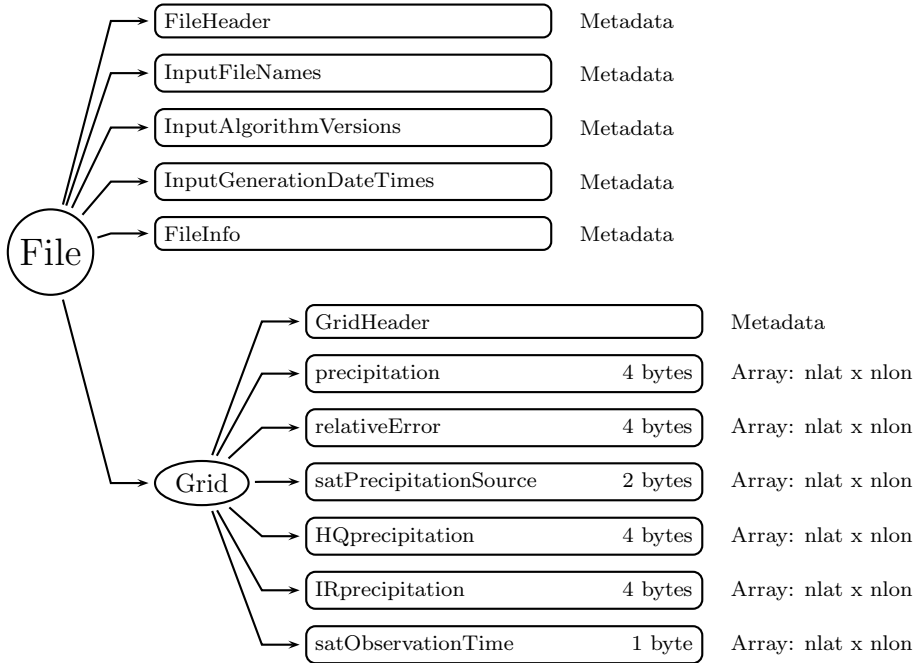 FileHeader Metadata
InputFileNames Metadata
InputAlgorithmVersions Metadata
InputGenerationDateTimes Metadata
File
FileInfo Metadata
GridHeader Metadata
precipitation 4 bytes Array: nlat x nlon
relativeError 4 bytes Array: nlat x nlon
Grid
satPrecipitationSource 2 bytes Array: nlat x nlon
HQprecipitation 4 bytes Array: nlat x nlon
IRprecipitation 4 bytes Array: nlat x nlon
satObservationTime 1 byte Array: nlat x nlon